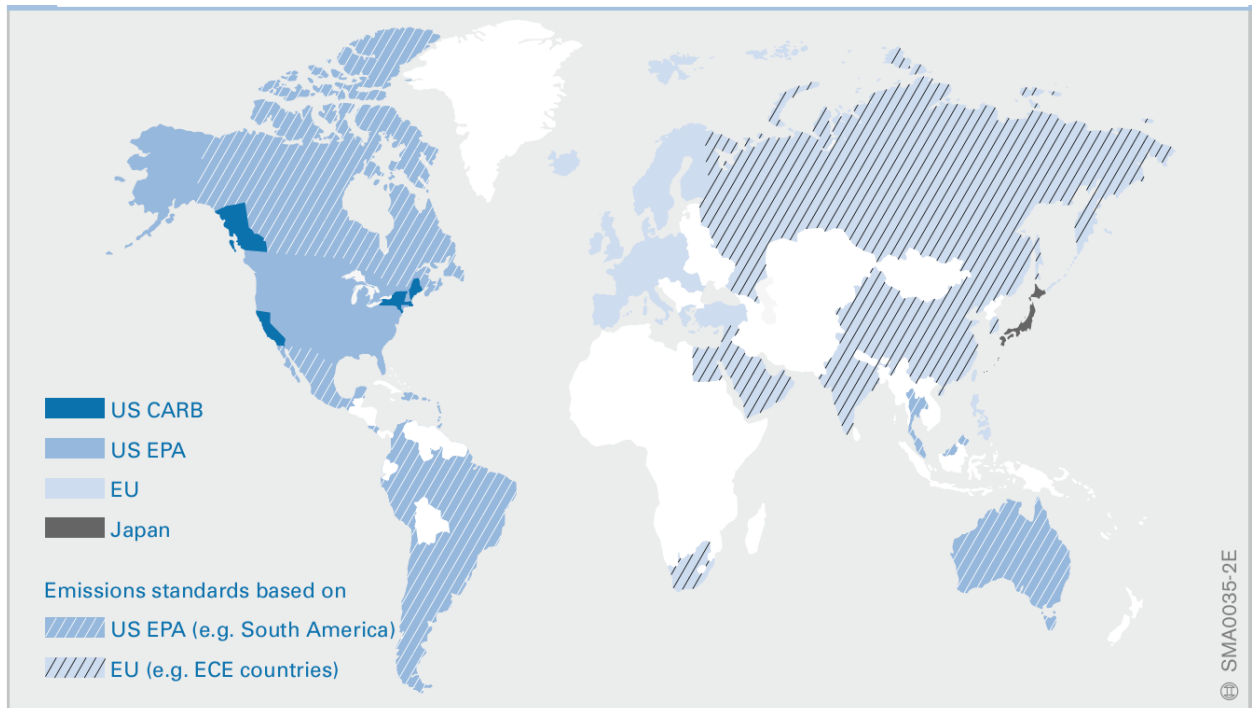 US CARB
US EPA
EU
Japan
Emissions standards based on
US EPA (e.g. South America)
EU (e.g. ECE countries)
SMA0035-2E